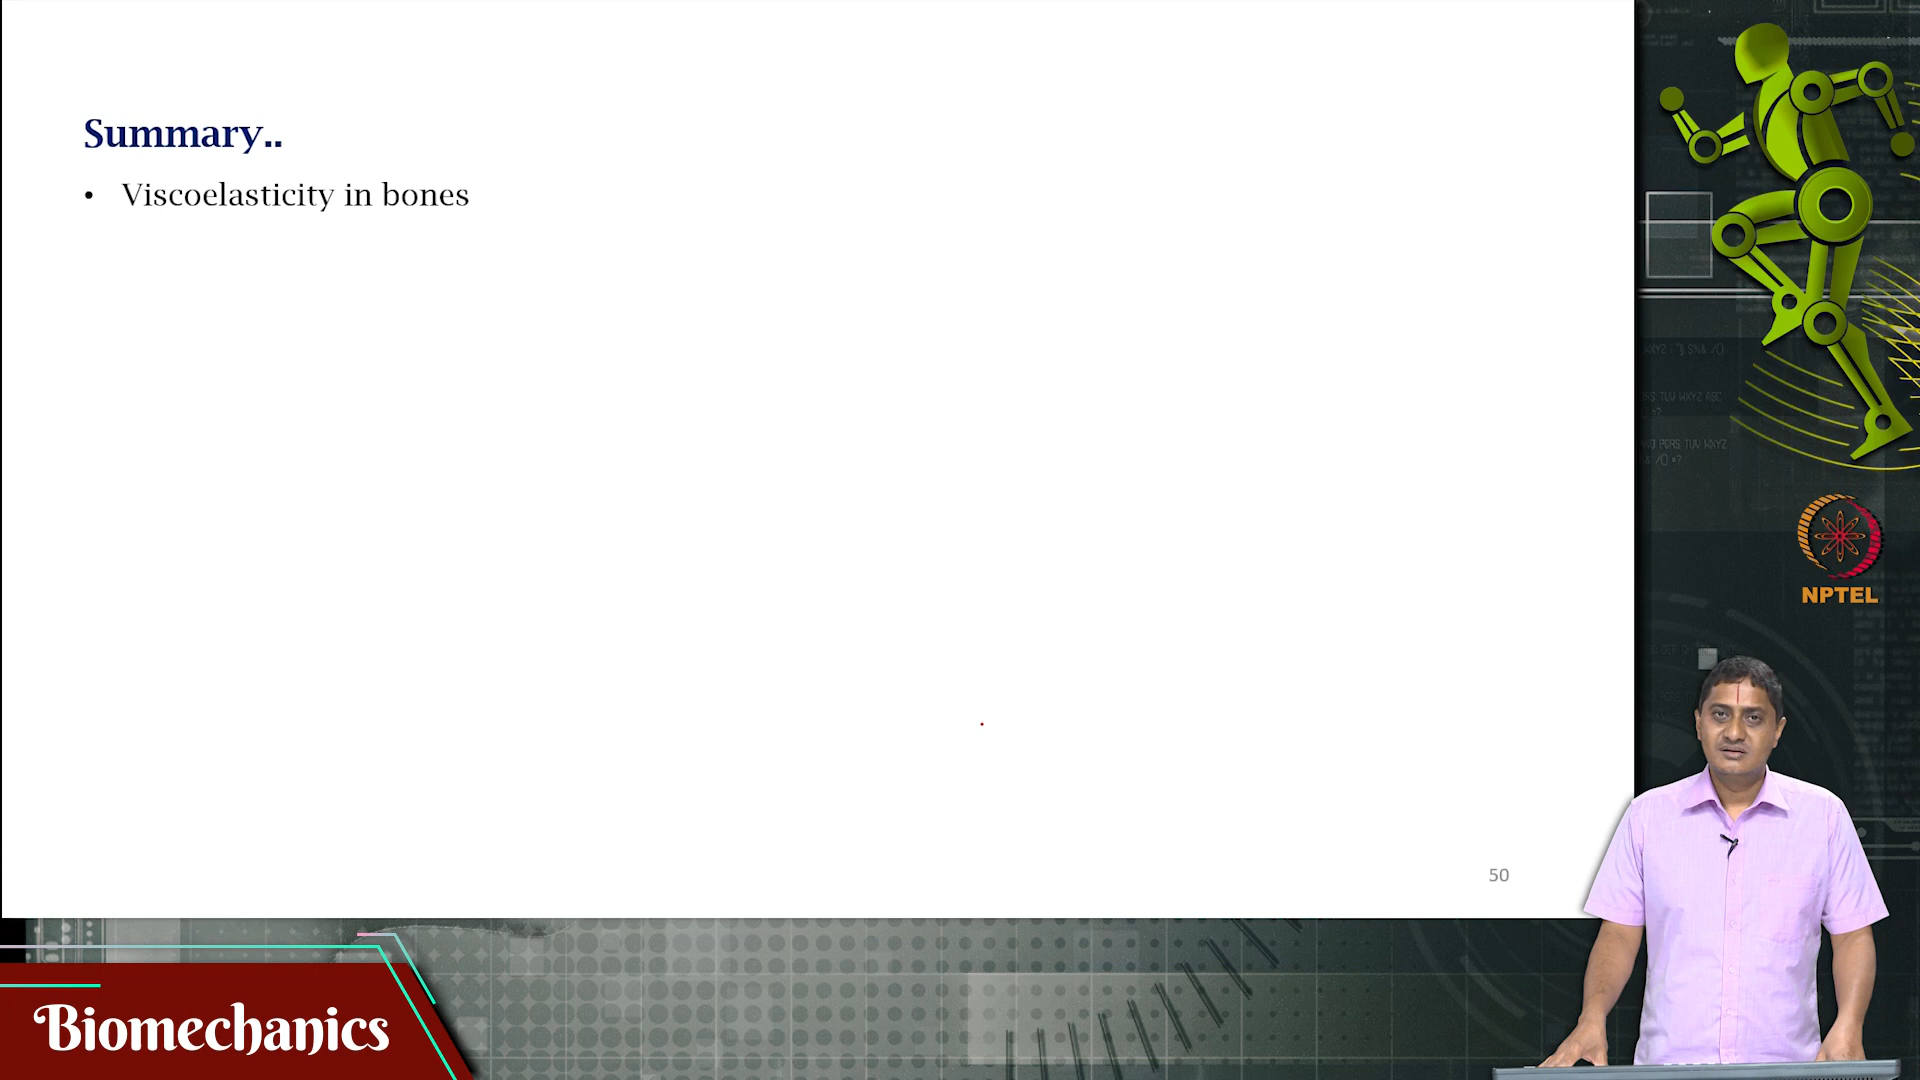 Summary..
• Viscoelasticity in bones
50
NPTEL
Biomechanics